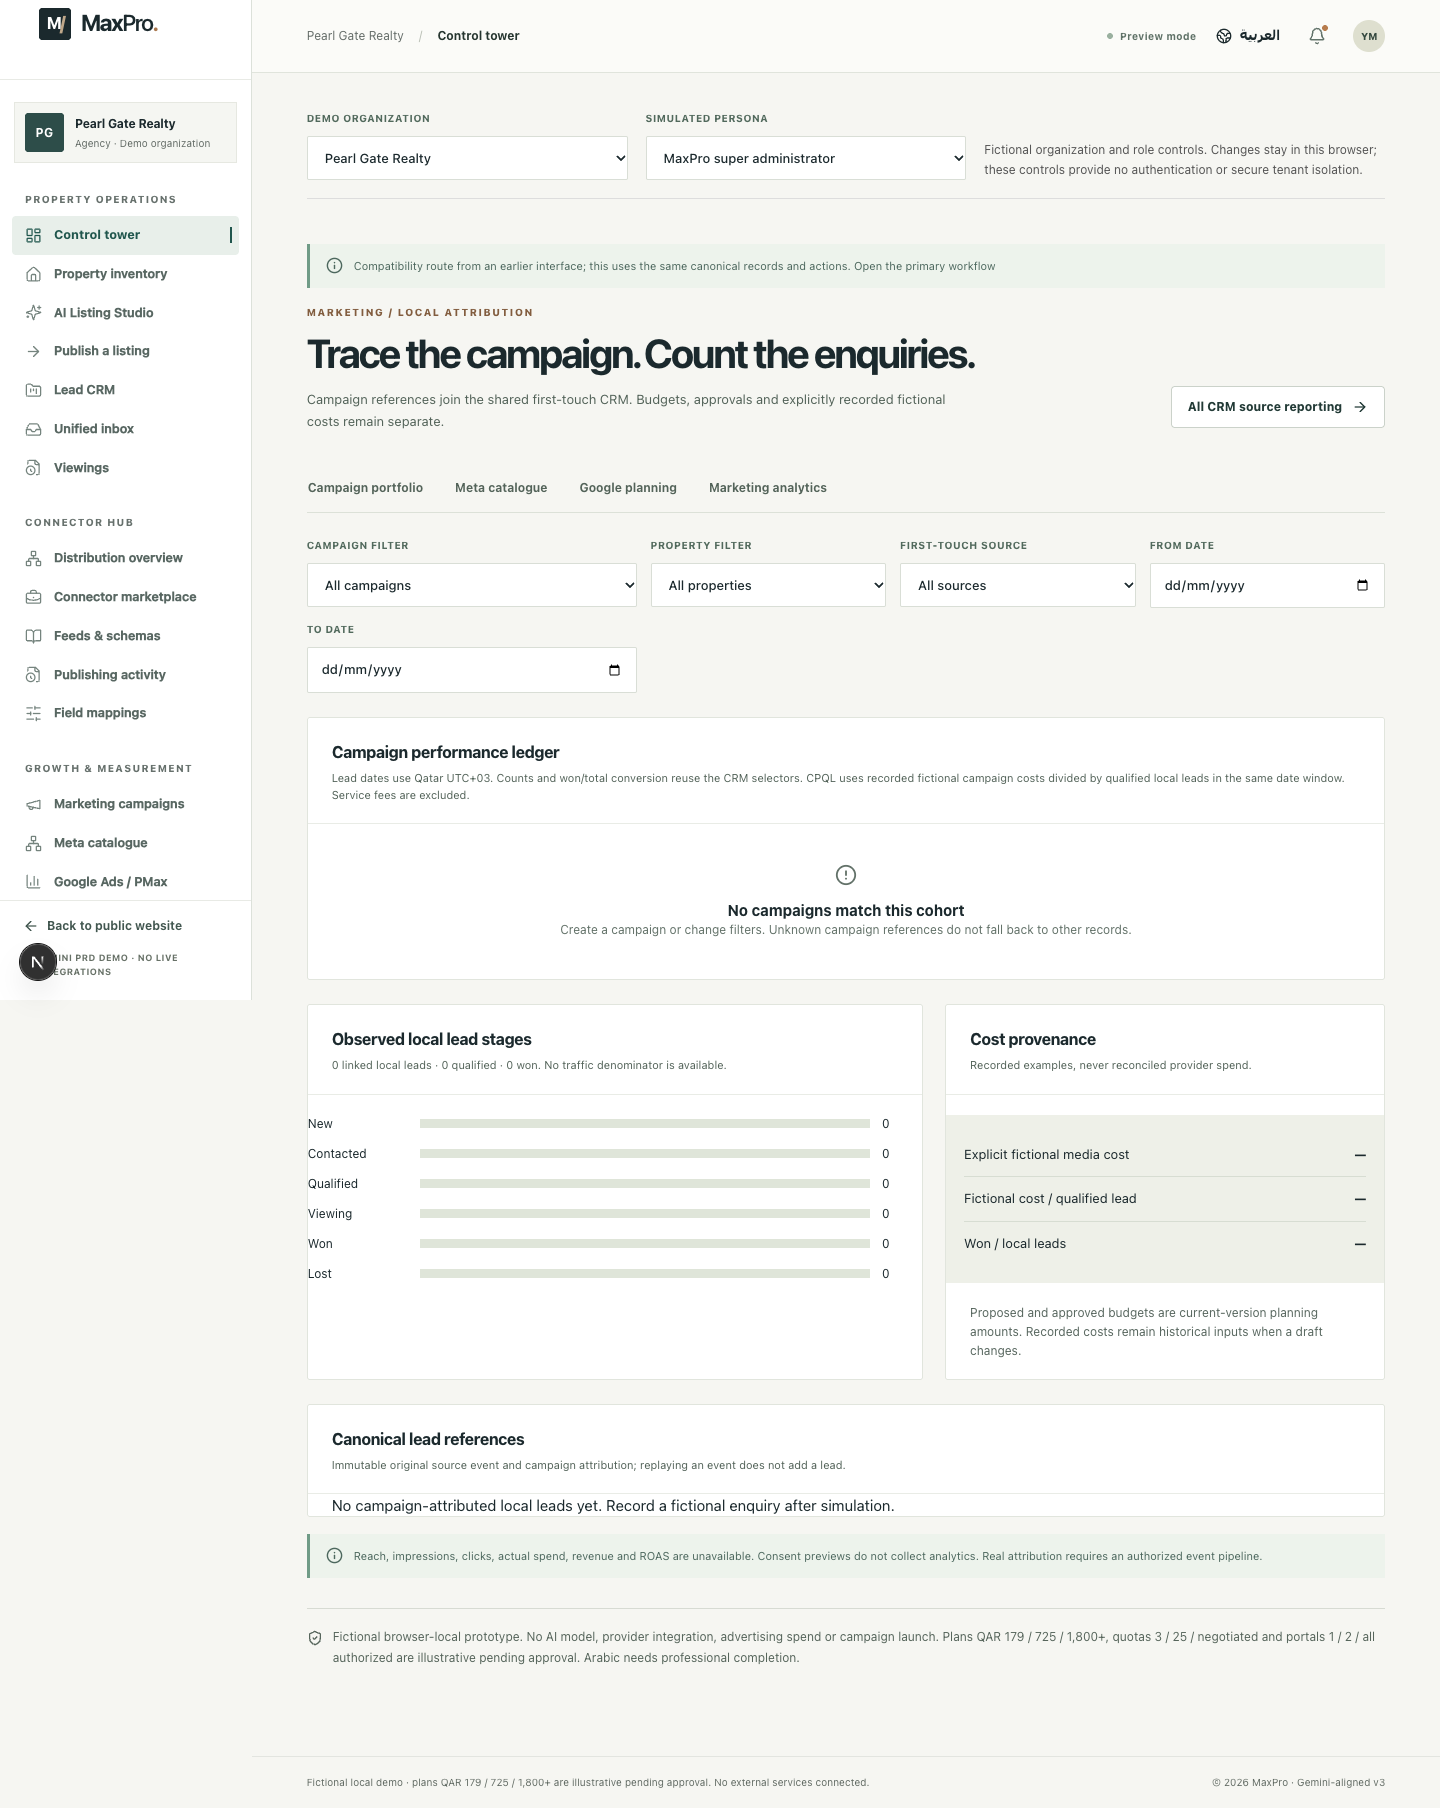 M/ MaxPro.
Pearl Gate Realty / Control tower
Preview mode
العربية
YM
PG
Pearl Gate Realty
Agency · Demo organization
PROPERTY OPERATIONS
Control tower
Property inventory
AI Listing Studio
Publish a listing
Lead CRM
Unified inbox
Viewings
CONNECTOR HUB
Distribution overview
Connector marketplace
Feeds & schemas
Publishing activity
Field mappings
GROWTH & MEASUREMENT
Marketing campaigns
Meta catalogue
Google Ads / PMax
Back to public website
N
INI PRD DEMO · NO LIVE
EGRATIONS
DEMO ORGANIZATION
Pearl Gate Realty
SIMULATED PERSONA
MaxPro super administrator
Fictional organization and role controls. Changes stay in this browser;
these controls provide no authentication or secure tenant isolation.
Compatibility route from an earlier interface; this uses the same canonical records and actions. Open the primary workflow
MARKETING / LOCAL ATTRIBUTION
Trace the campaign. Count the enquiries.
Campaign references join the shared first-touch CRM. Budgets, approvals and explicitly recorded fictional
costs remain separate.
All CRM source reporting
Campaign portfolio
Meta catalogue
Google planning
Marketing analytics
CAMPAIGN FILTER
All campaigns
PROPERTY FILTER
All properties
FIRST-TOUCH SOURCE
All sources
FROM DATE
dd/mm/yyyy
TO DATE
dd/mm/yyyy
Campaign performance ledger
Lead dates use Qatar UTC+03. Counts and won/total conversion reuse the CRM selectors. CPQL uses recorded fictional campaign costs divided by qualified local leads in the same date window.
Service fees are excluded.
No campaigns match this cohort
Create a campaign or change filters. Unknown campaign references do not fall back to other records.
Observed local lead stages
0 linked local leads · 0 qualified · 0 won. No traffic denominator is available.
New 0
Contacted 0
Qualified 0
Viewing 0
Won 0
Lost 0
Cost provenance
Recorded examples, never reconciled provider spend.
Explicit fictional media cost —
Fictional cost / qualified lead —
Won / local leads —
Proposed and approved budgets are current-version planning
amounts. Recorded costs remain historical inputs when a draft
changes.
Canonical lead references
Immutable original source event and campaign attribution; replaying an event does not add a lead.
No campaign-attributed local leads yet. Record a fictional enquiry after simulation.
Reach, impressions, clicks, actual spend, revenue and ROAS are unavailable. Consent previews do not collect analytics. Real attribution requires an authorized event pipeline.
Fictional browser-local prototype. No AI model, provider integration, advertising spend or campaign launch. Plans QAR 179 / 725 / 1,800+, quotas 3 / 25 / negotiated and portals 1 / 2 / all
authorized are illustrative pending approval. Arabic needs professional completion.
Fictional local demo · plans QAR 179 / 725 / 1,800+ are illustrative pending approval. No external services connected.
© 2026 MaxPro · Gemini-aligned v3